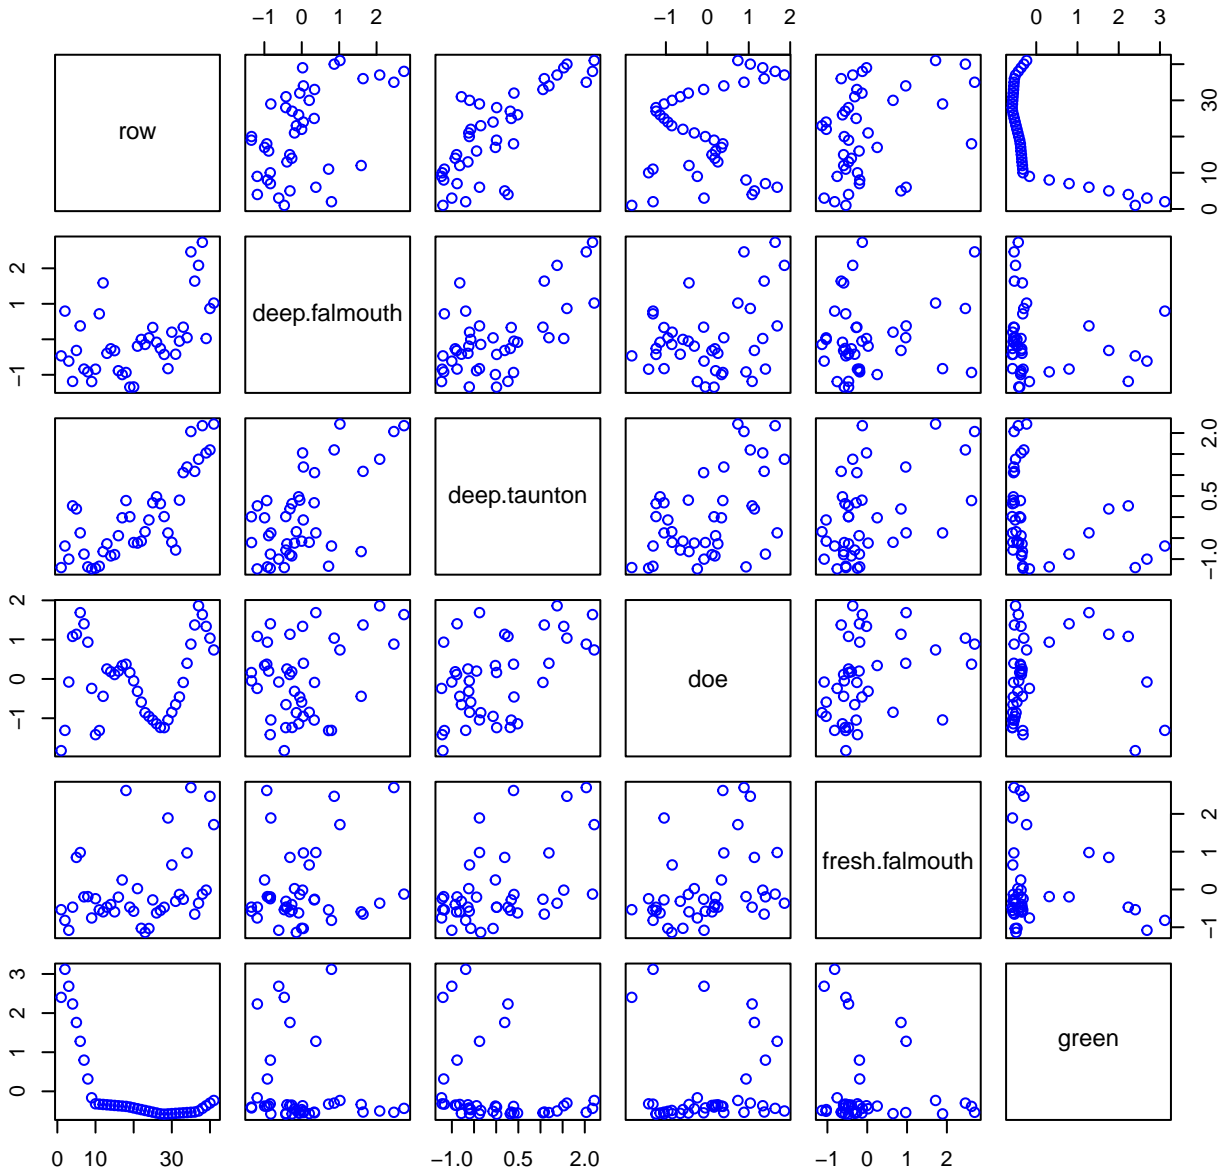 −1 0 1 2 −1 0 1 2 0 1 2 3
row
0 10 30
−1 1 2
deep.falmouth
deep.taunton
−1.0 0.5 2.0
−1 0 1 2
doe
fresh.falmouth
−1 0 1 2
0 1 2 3
green
0 10 30 −1.0 0.5 2.0 −1 0 1 2